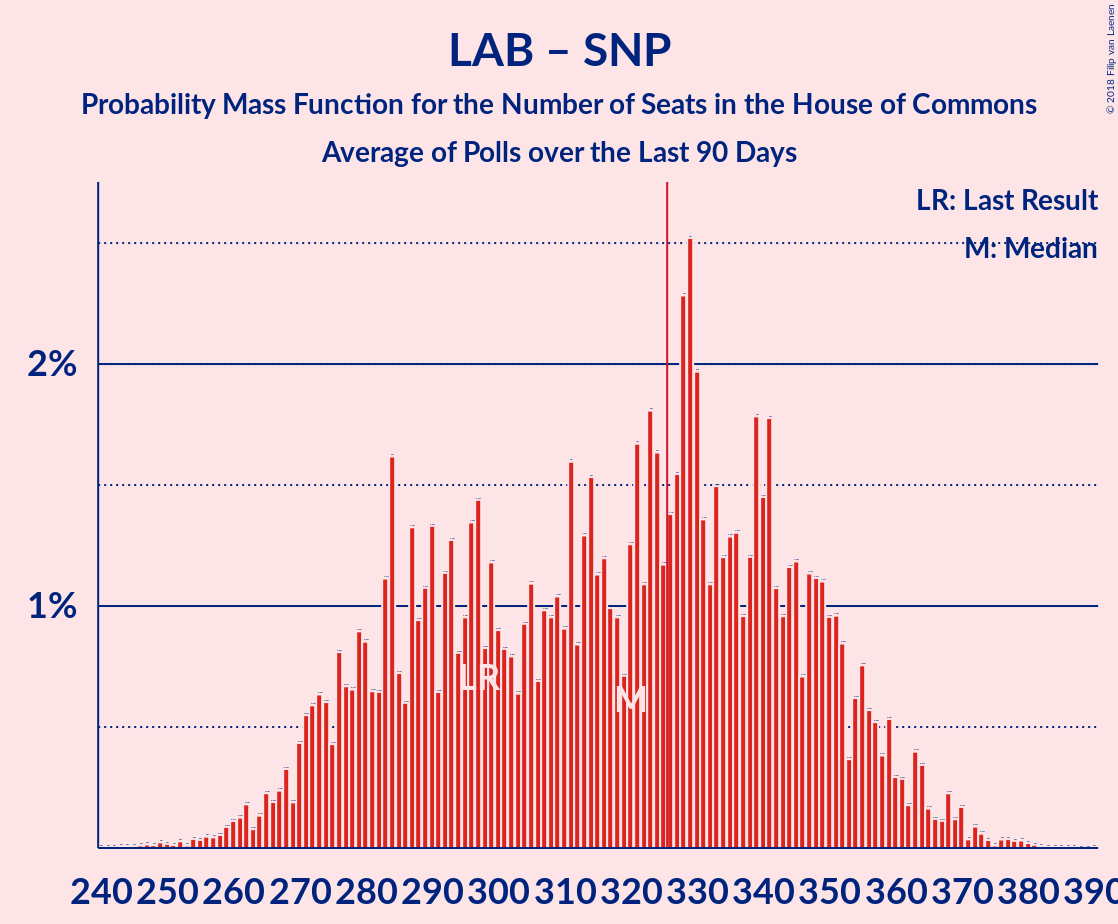 LAB – SNP
Probability Mass Function for the Number of Seats in the House of Commons
Average of Polls over the Last 90 Days
© 2018 Filip van Laenen
LR: Last Result
M: Median
2%
1%
LR
M
240 250 260 270 280 290 300 310 320 330 340 350 360 370 380 390